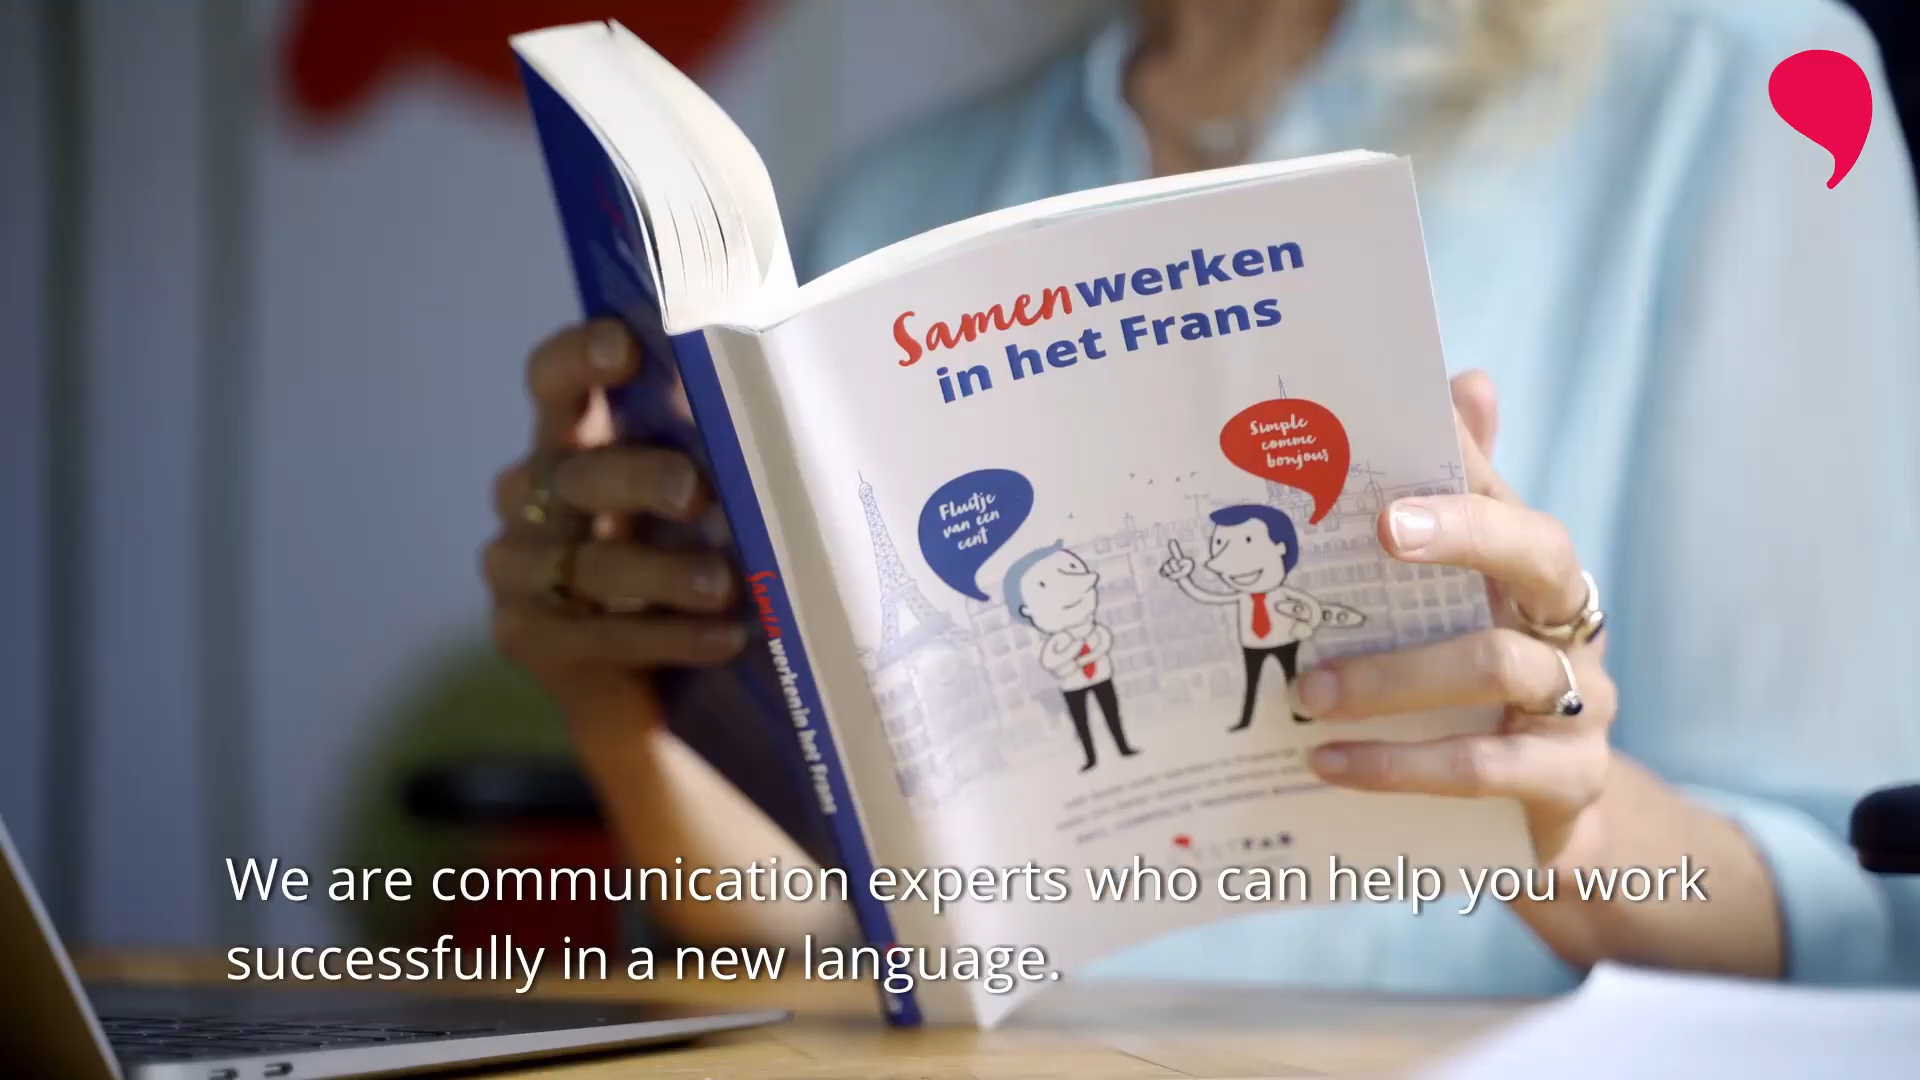 Samenwerken
in het Frans
Simple
comme
bonjour
Fluitje
van een
cent
Samenwerken in het Frans
We are communication experts who can help you work
successfully in a new language.